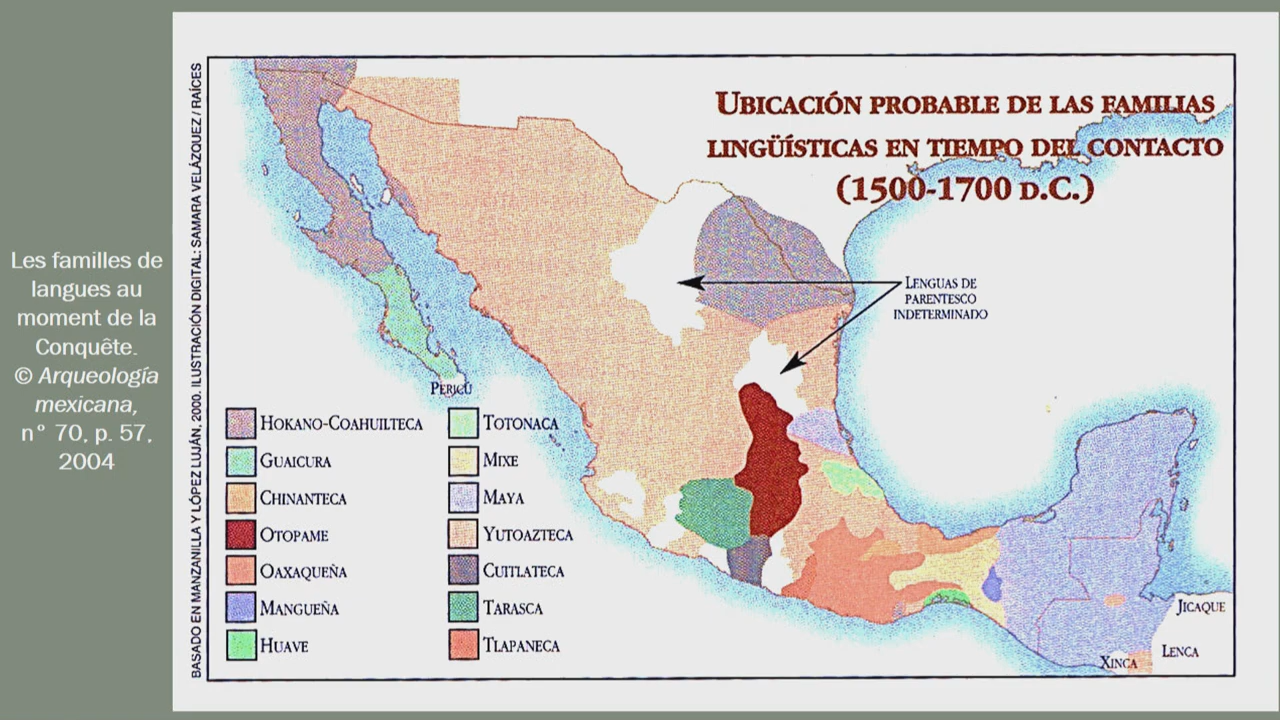 Les familles de
langues au
moment de la
Conquête.
© Arqueología
mexicana,
n° 70, p. 57,
2004
BASADO EN MANZANILLA Y LÓPEZ LUJÁN, 2000. ILUSTRACIÓN DIGITAL: SAMARA VELÁZQUEZ / RAÍCES
UBICACIÓN PROBABLE DE LAS FAMILIAS
LINGÜÍSTICAS EN TIEMPO DEL CONTACTO
(1500-1700 D.C.)
LENGUAS DE
PARENTESCO
INDETERMINADO
PERICÚ
HOKANO-COAHUILTECA
GUAICURA
CHINANTECA
OTOPAME
OAXAQUEÑA
MANGUEÑA
HUAVE
TOTONACA
MIXE
MAYA
YUTOAZTECA
CUITLATECA
TARASCA
TLAPANECA
JICAQUE
LENCA
XINCA